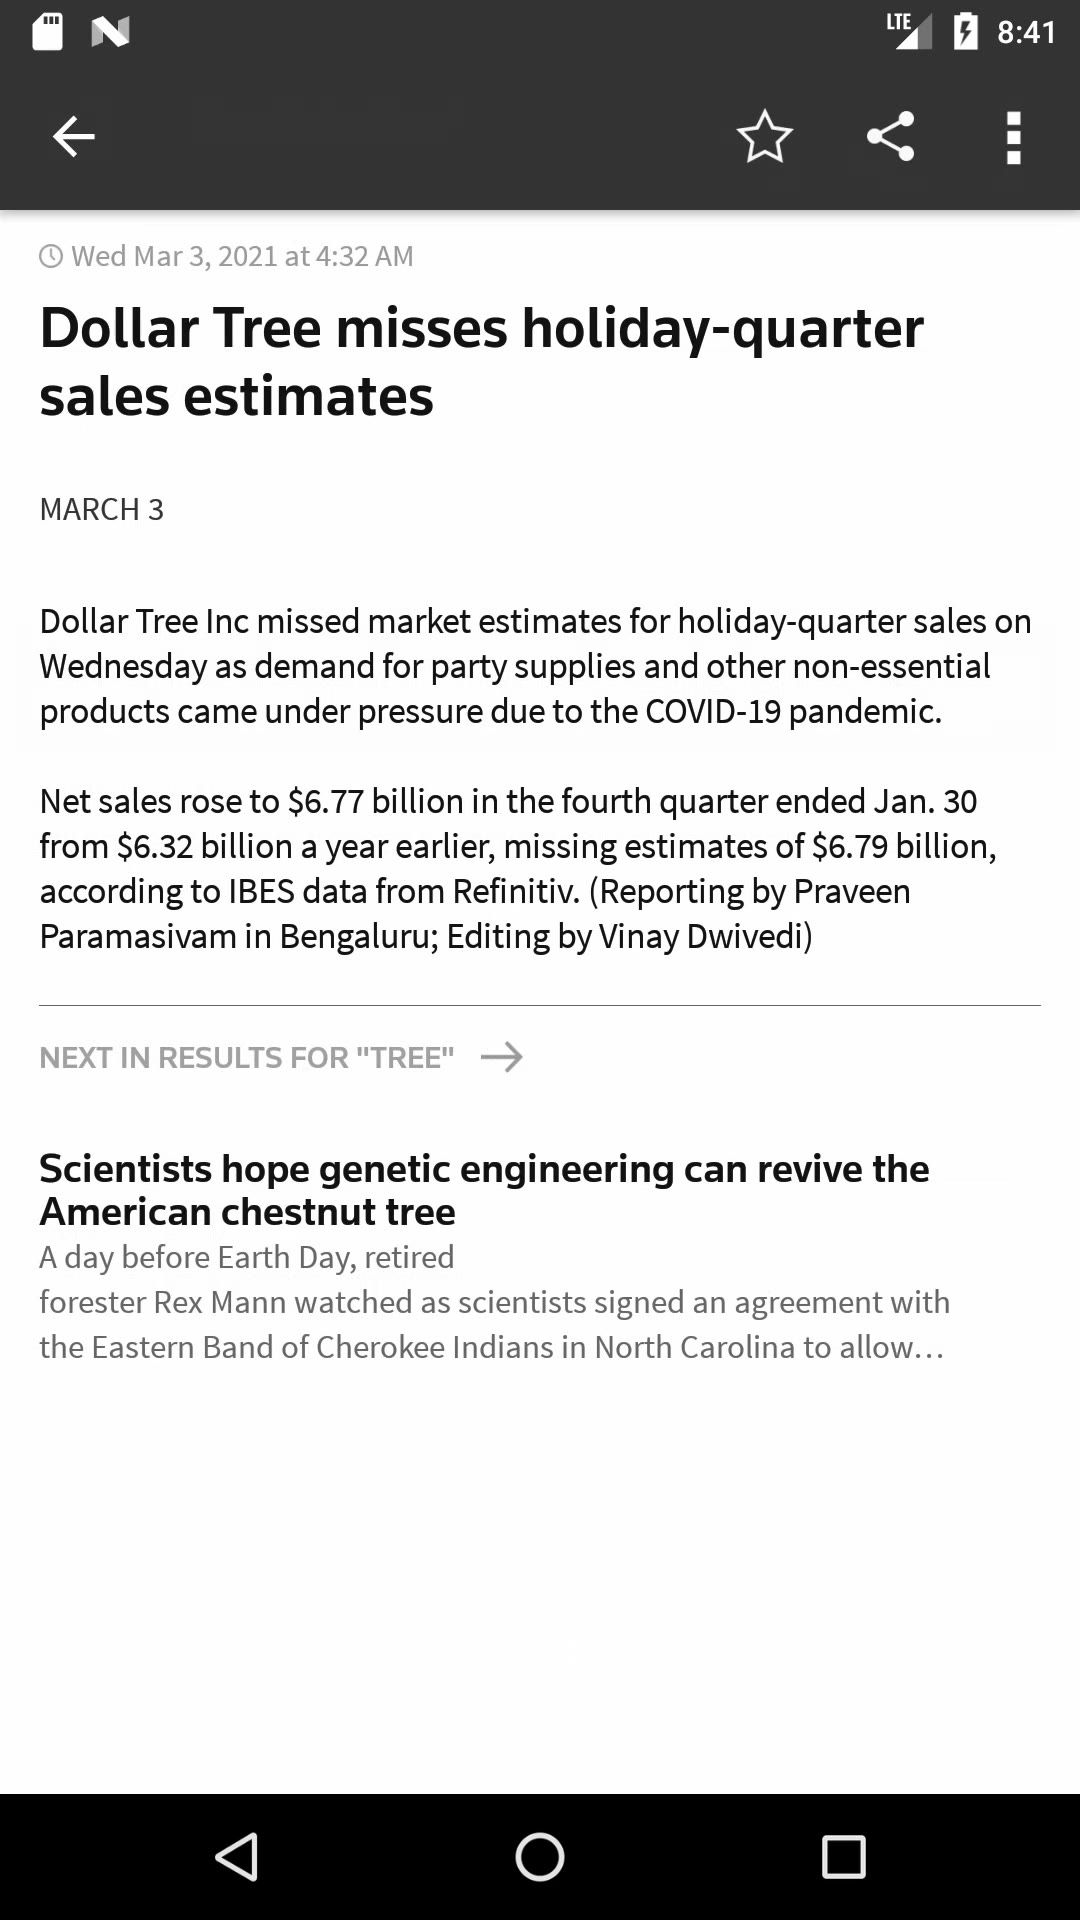 LTE 8:41
Wed Mar 3, 2021 at 4:32 AM
Dollar Tree misses holiday-quarter
sales estimates
MARCH 3
Dollar Tree Inc missed market estimates for holiday-quarter sales on
Wednesday as demand for party supplies and other non-essential
products came under pressure due to the COVID-19 pandemic.
Net sales rose to $6.77 billion in the fourth quarter ended Jan. 30
from $6.32 billion a year earlier, missing estimates of $6.79 billion,
according to IBES data from Refinitiv. (Reporting by Praveen
Paramasivam in Bengaluru; Editing by Vinay Dwivedi)
NEXT IN RESULTS FOR "TREE"
Scientists hope genetic engineering can revive the
American chestnut tree
A day before Earth Day, retired
forester Rex Mann watched as scientists signed an agreement with
the Eastern Band of Cherokee Indians in North Carolina to allow…